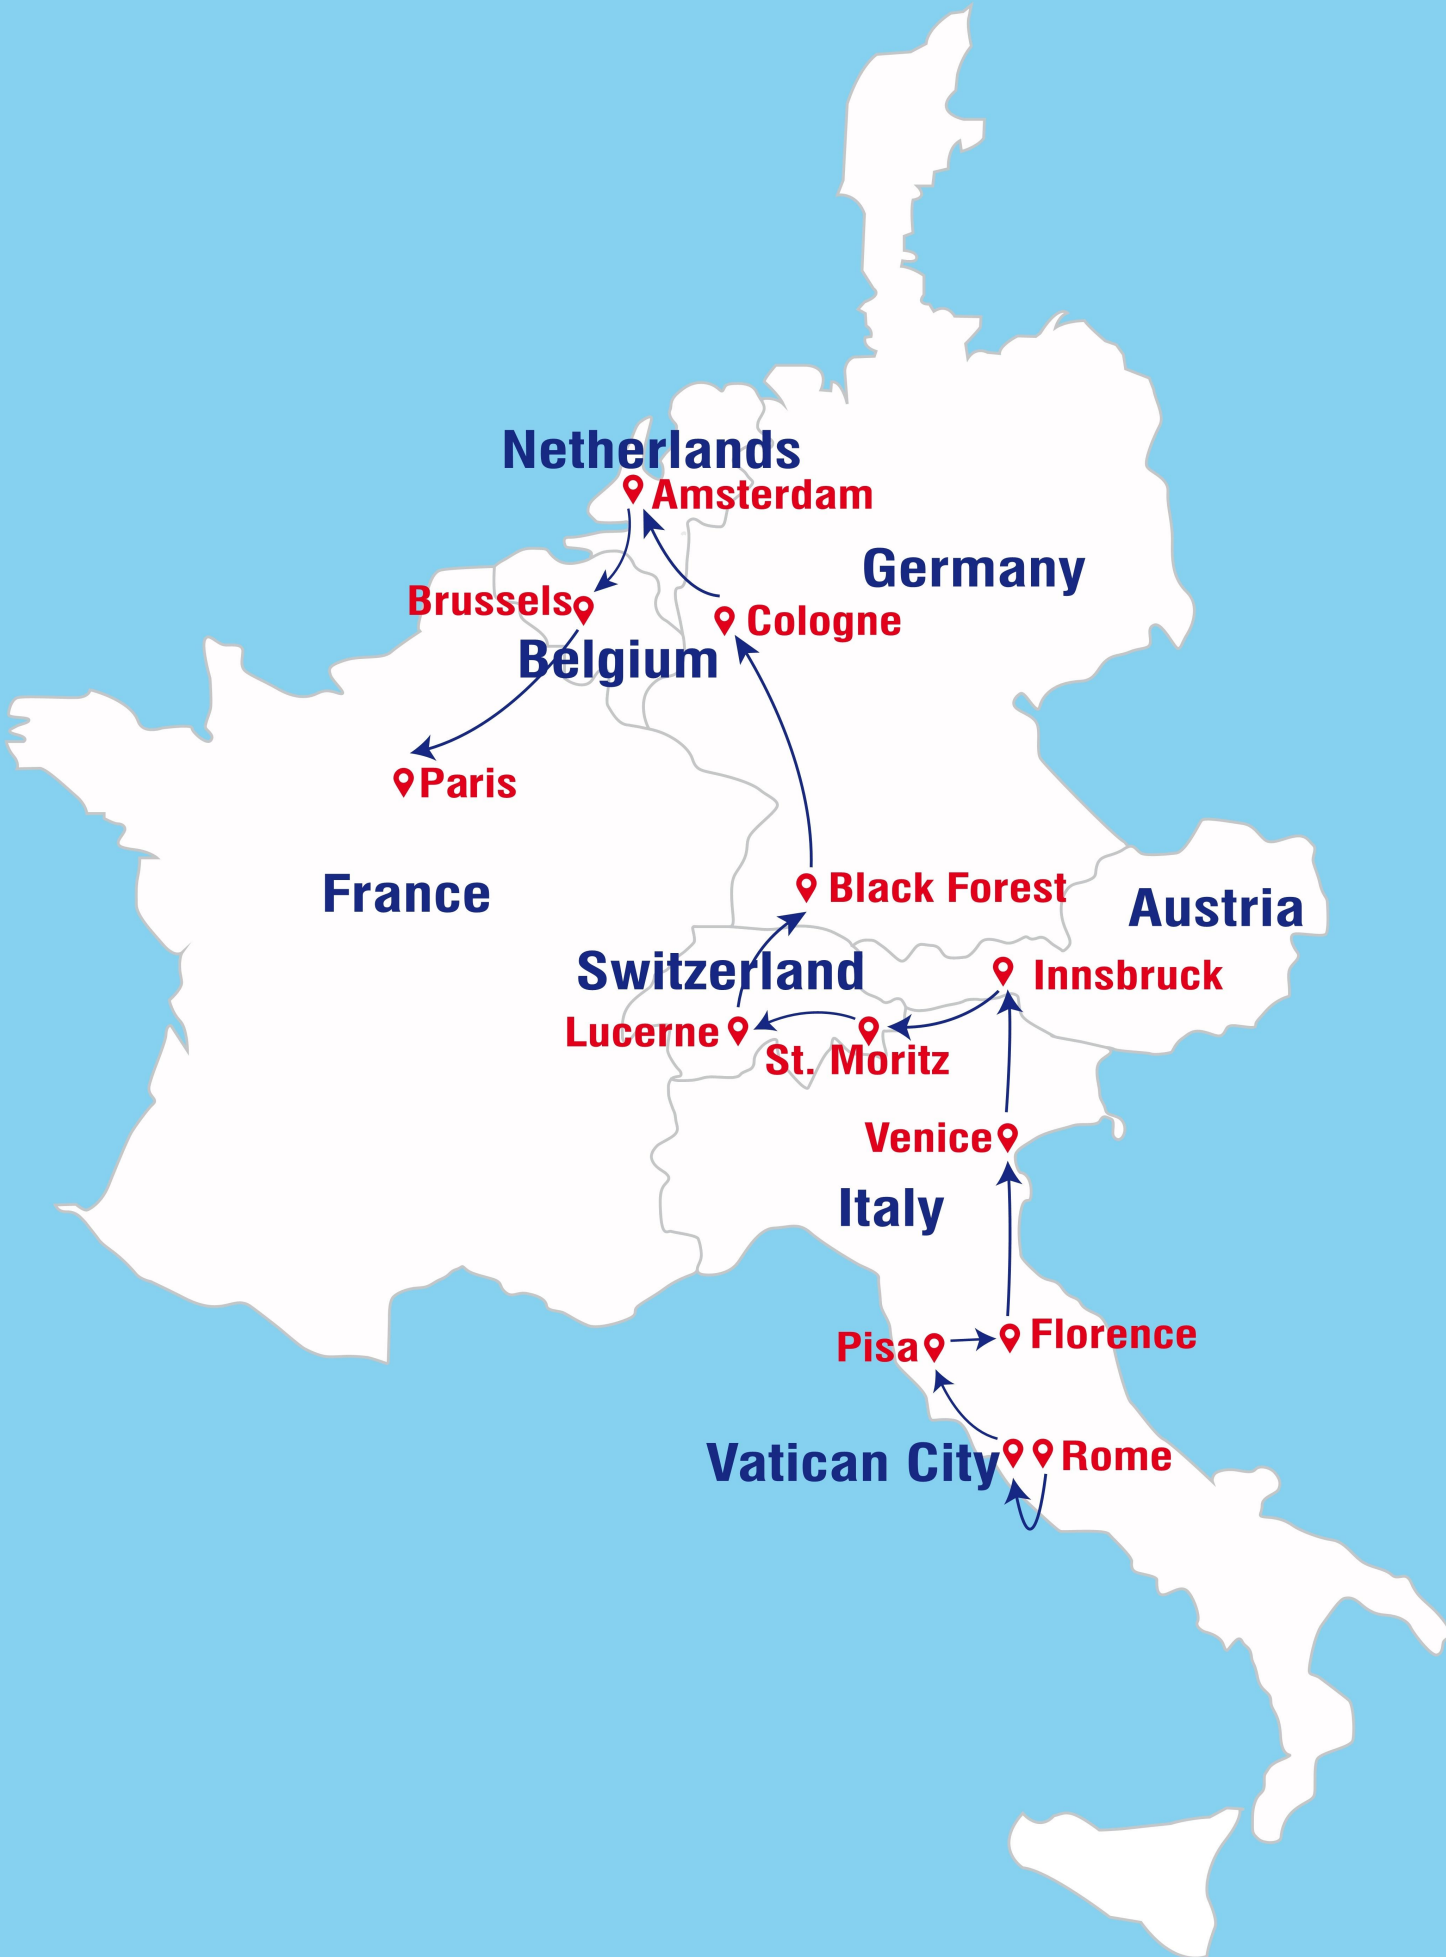 Netherlands
Amsterdam
Germany
Brussels
Cologne
Belgium
Paris
France
Black Forest
Austria
Switzerland
Innsbruck
Lucerne
St. Moritz
Venice
Italy
Pisa
Florence
Vatican City
Rome